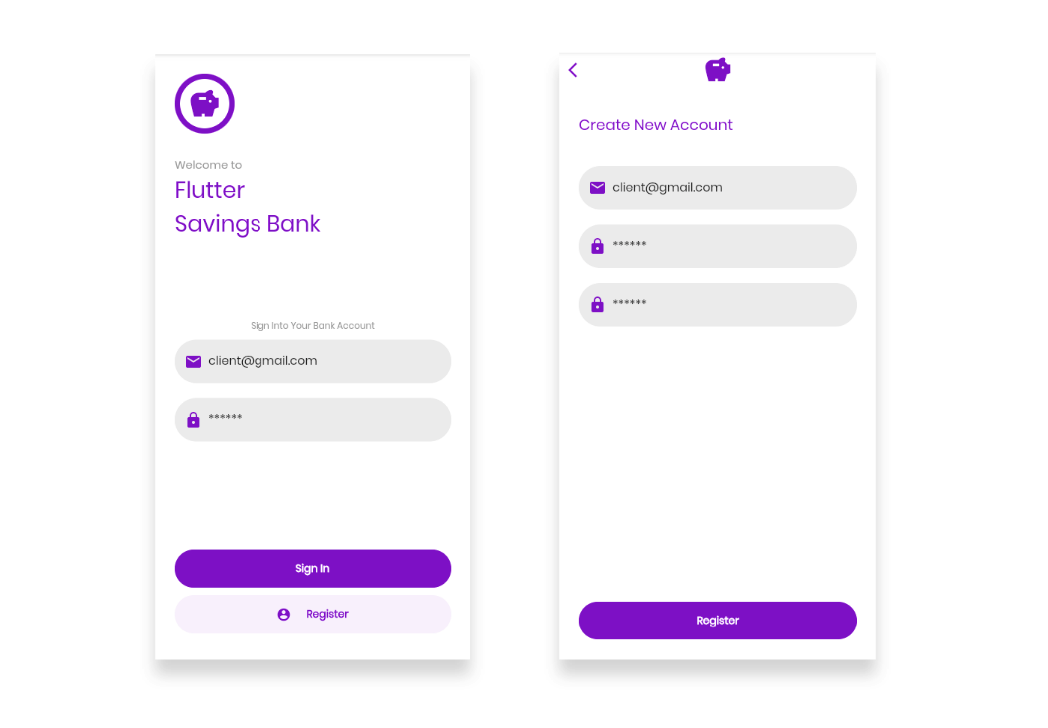 Welcome to
Flutter
Savings Bank
Sign Into Your Bank Account
client@gmail.com
******
Sign In
Register
Create New Account
client@gmail.com
******
******
Register